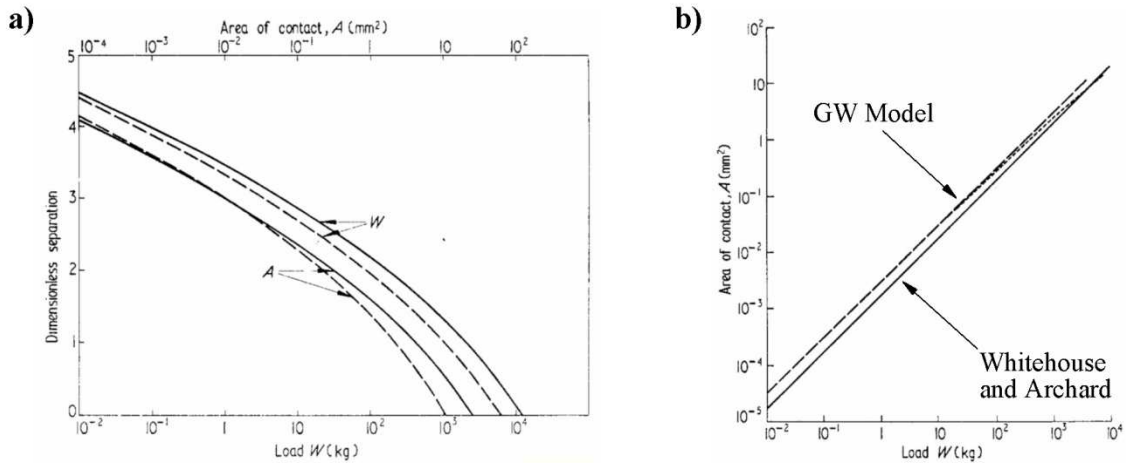 a)
Area of contact, A (mm²)
10⁻⁴ 10⁻³ 10⁻² 10⁻¹ 1 10 10²
5
4
3
2
1
0
Dimensionless separation
W
A
10⁻² 10⁻¹ 1 10 10² 10³ 10⁴
Load W (kg)
b)
10²
10
1
10⁻¹
10⁻²
10⁻³
10⁻⁴
10⁻⁵
Area of contact, A (mm²)
GW Model
Whitehouse
and Archard
10⁻² 10⁻¹ 1 10 10² 10³ 10⁴
Load W (kg)